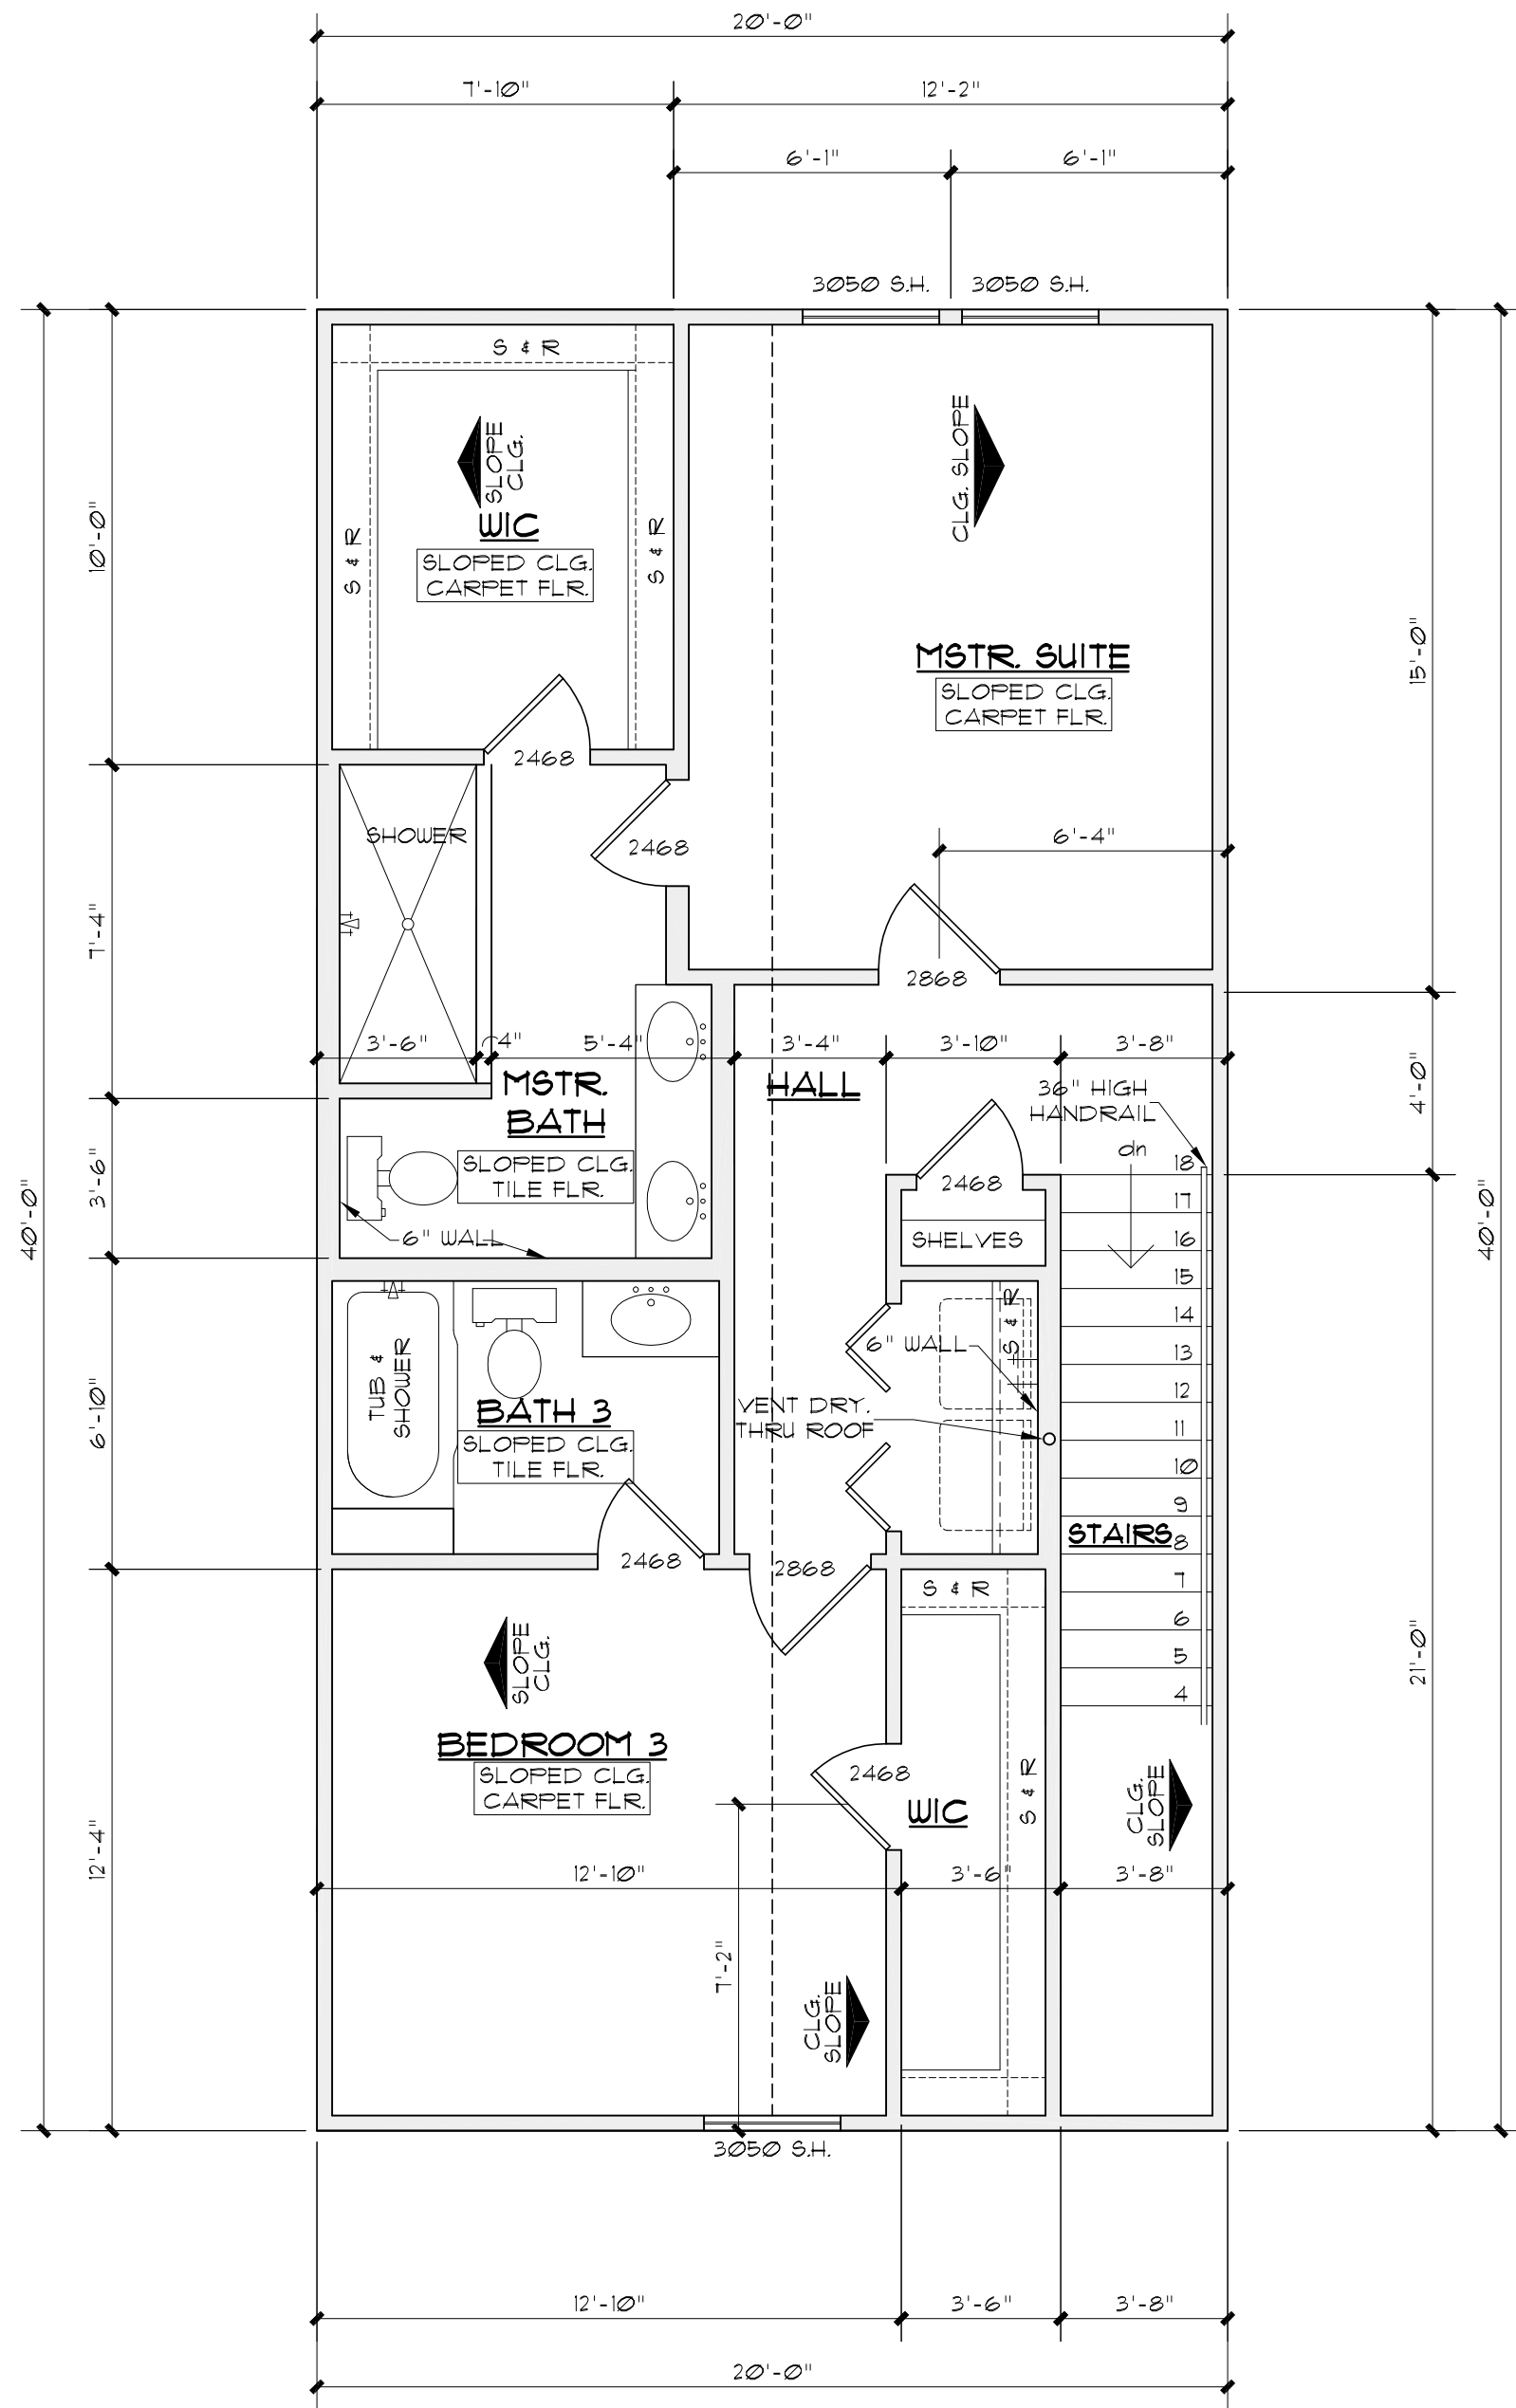 20'-0"
7'-10"
12'-2"
6'-1"
6'-1"
3050 S.H.
3050 S.H.
S & R
S & R
S & R
SLOPE
CLG.
WIC
SLOPED CLG.
CARPET FLR.
CLG. SLOPE
MSTR. SUITE
SLOPED CLG.
CARPET FLR.
10'-0"
15'-0"
40'-0"
40'-0"
2468
2468
SHOWER
6'-4"
2868
7'-4"
3'-6"
4"
5'-4"
3'-4"
3'-10"
3'-8"
4'-0"
MSTR.
BATH
SLOPED CLG.
TILE FLR.
HALL
36" HIGH
HANDRAIL
dn
3'-6"
6" WALL
2468
SHELVES
18
17
16
15
14
13
12
11
10
9
8
7
6
5
4
S & R
6" WALL
VENT DRY.
THRU ROOF
TUB &
SHOWER
BATH 3
SLOPED CLG.
TILE FLR.
6'-10"
STAIRS
2468
2868
21'-0"
S & R
SLOPE
CLG.
BEDROOM 3
SLOPED CLG.
CARPET FLR.
2468
WIC
S & R
CLG.
SLOPE
12'-4"
12'-10"
3'-6"
3'-8"
7'-2"
CLG.
SLOPE
3050 S.H.
12'-10"
3'-6"
3'-8"
20'-0"